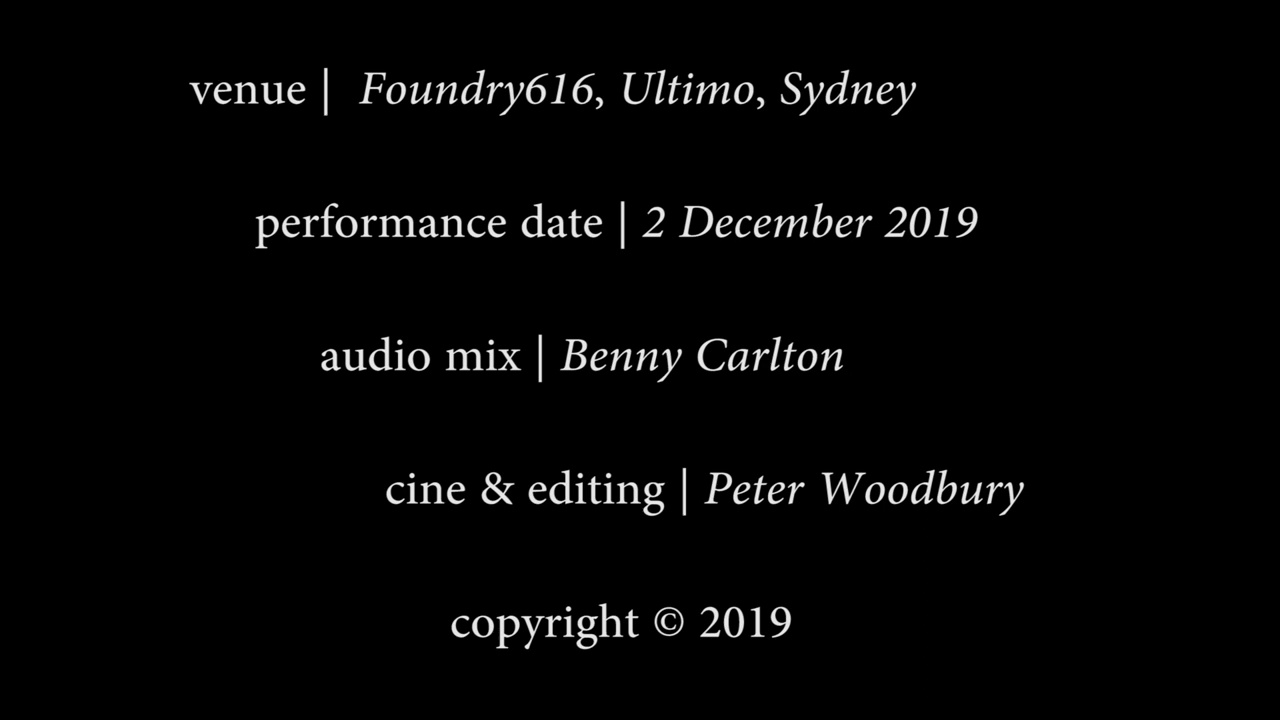 venue | Foundry616, Ultimo, Sydney
performance date | 2 December 2019
audio mix | Benny Carlton
cine & editing | Peter Woodbury
copyright © 2019